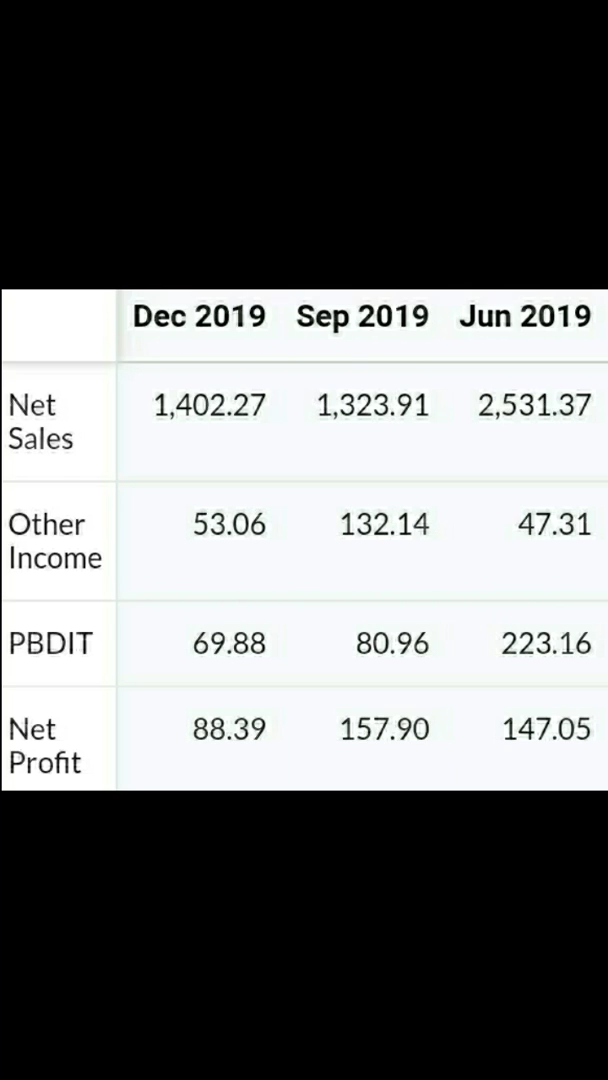 Dec 2019 Sep 2019 Jun 2019
Net Sales 1,402.27 1,323.91 2,531.37
Other Income 53.06 132.14 47.31
PBDIT 69.88 80.96 223.16
Net Profit 88.39 157.90 147.05